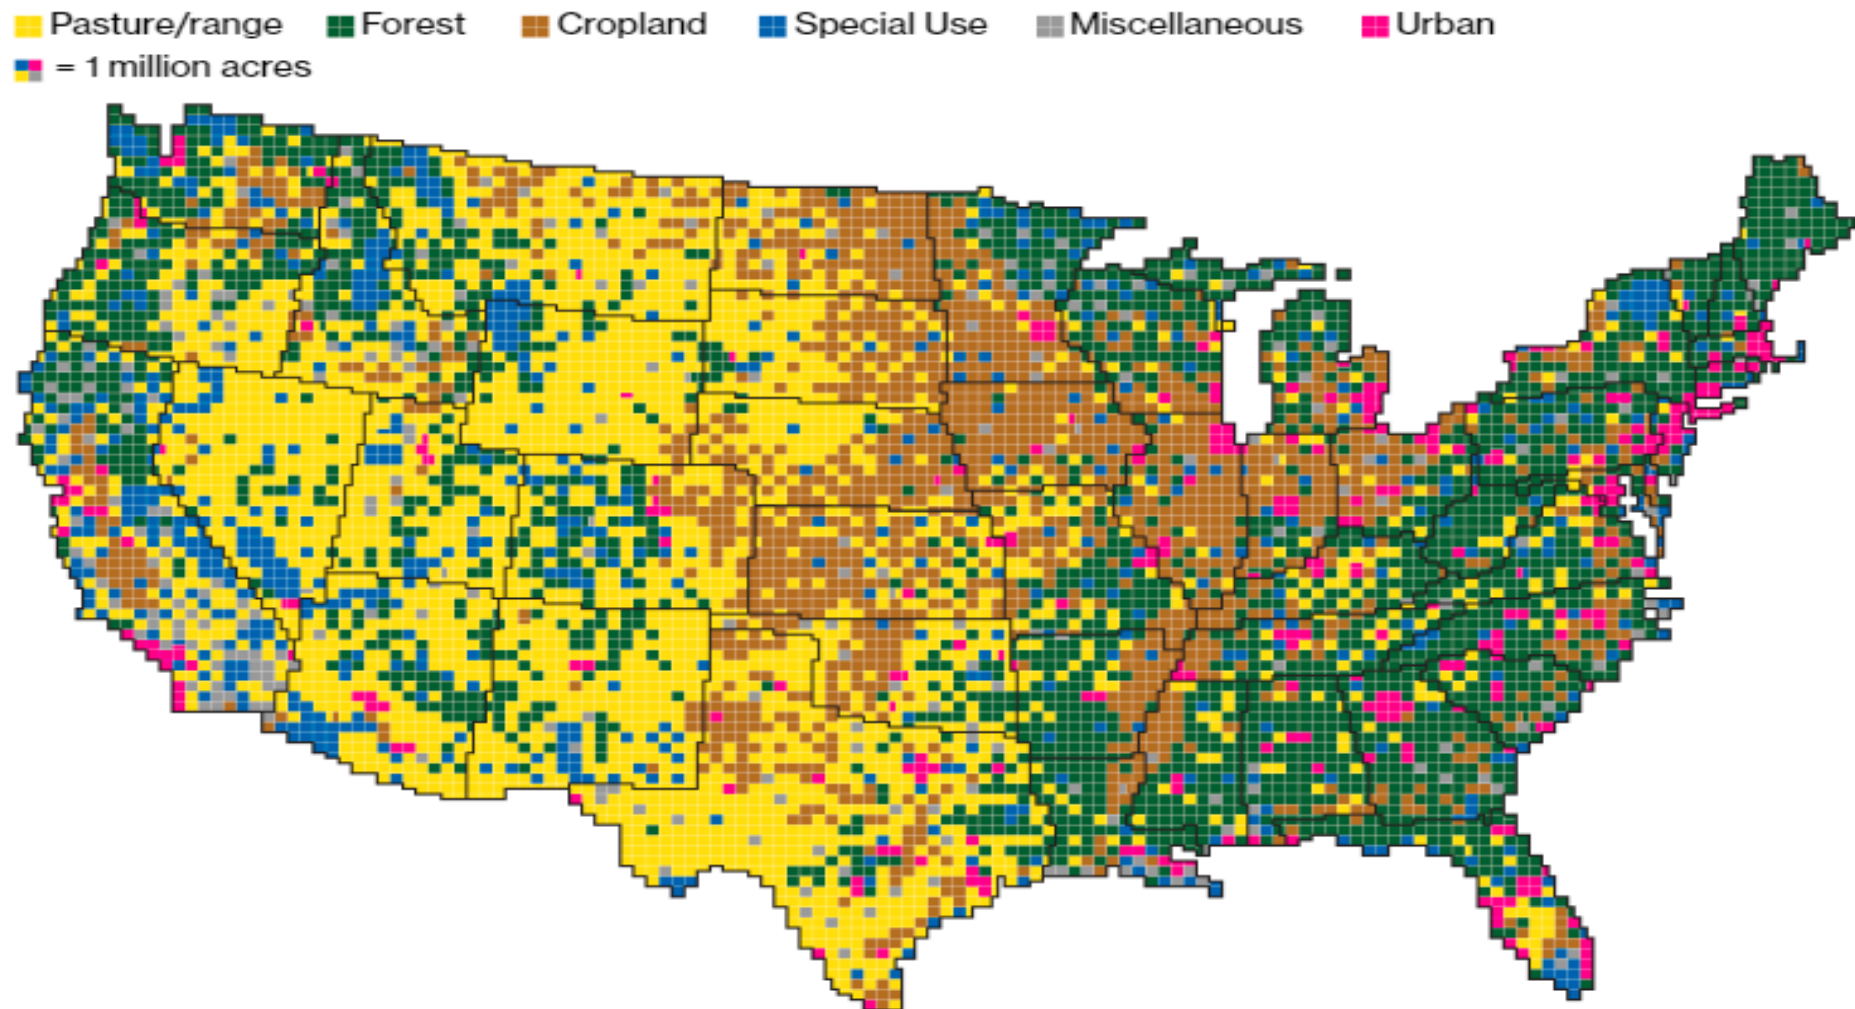 Pasture/range Forest Cropland Special Use Miscellaneous Urban
= 1 million acres